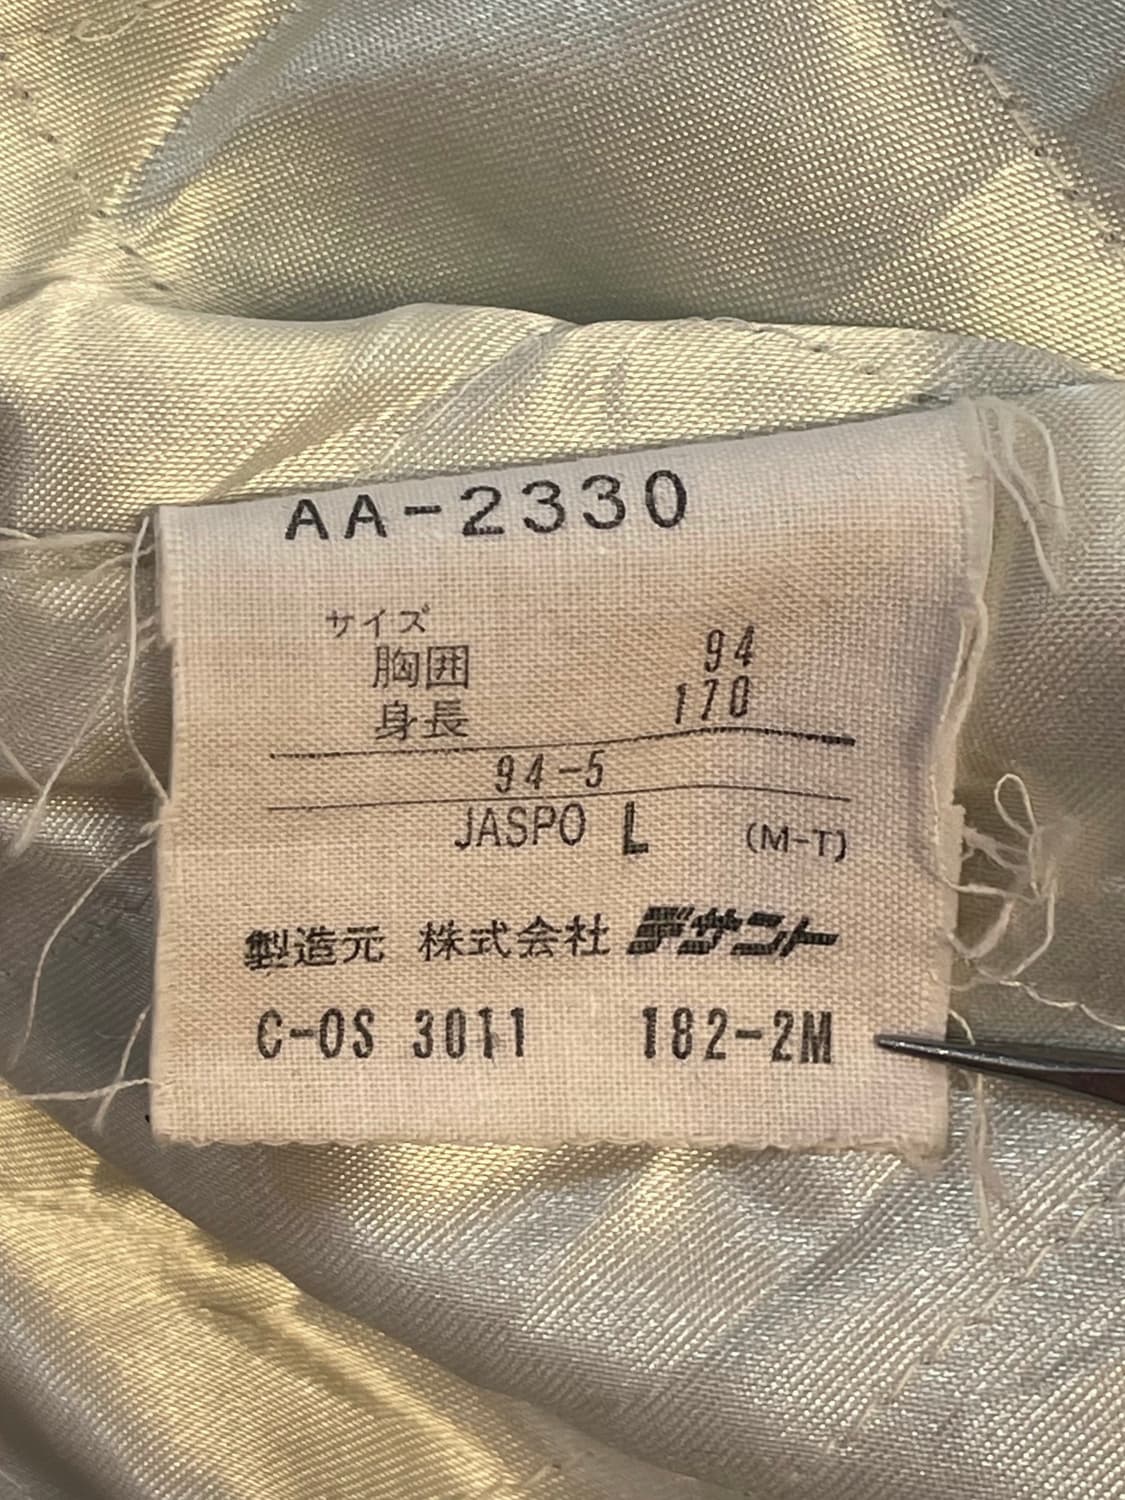 AA-2330
サイズ
胸囲 94
身長 170
94-5
JASPO L (M-T)
製造元 株式会社デサント
C-OS 3011 182-2M